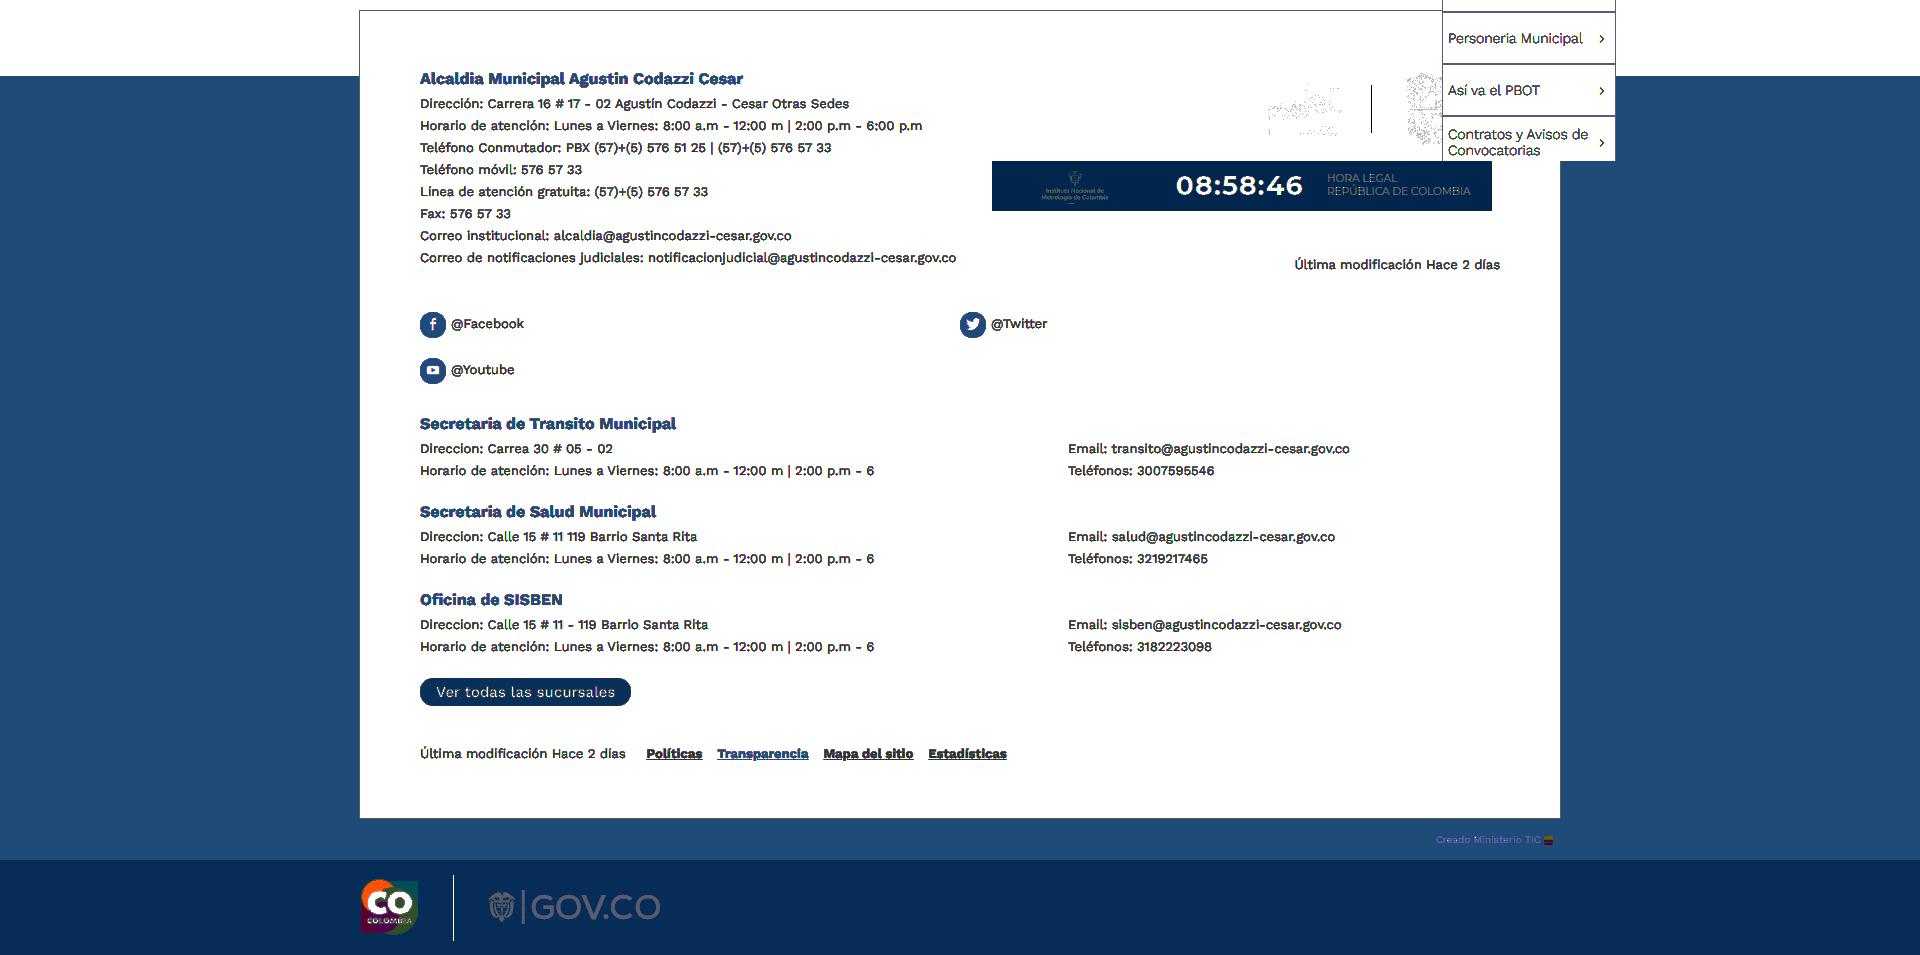 Personeria Municipal
Así va el PBOT
Contratos y Avisos de
Convocatorias
Alcaldia Municipal Agustin Codazzi Cesar
Dirección: Carrera 16 # 17 - 02 Agustín Codazzi - Cesar Otras Sedes
Horario de atención: Lunes a Viernes: 8:00 a.m - 12:00 m | 2:00 p.m - 6:00 p.m
Teléfono Conmutador: PBX (57)+(5) 576 51 25 | (57)+(5) 576 57 33
Teléfono móvil: 576 57 33
Línea de atención gratuita: (57)+(5) 576 57 33
Fax: 576 57 33
Correo institucional: alcaldia@agustincodazzi-cesar.gov.co
Correo de notificaciones judiciales: notificacionjudicial@agustincodazzi-cesar.gov.co
Instituto Nacional de
Metrología de Colombia
08:58:46
HORA LEGAL
REPÚBLICA DE COLOMBIA
Última modificación Hace 2 días
@Facebook
@Twitter
@Youtube
Secretaria de Transito Municipal
Direccion: Carrea 30 # 05 - 02
Email: transito@agustincodazzi-cesar.gov.co
Horario de atención: Lunes a Viernes: 8:00 a.m - 12:00 m | 2:00 p.m - 6
Teléfonos: 3007595546
Secretaria de Salud Municipal
Direccion: Calle 15 # 11 119 Barrio Santa Rita
Email: salud@agustincodazzi-cesar.gov.co
Horario de atención: Lunes a Viernes: 8:00 a.m - 12:00 m | 2:00 p.m - 6
Teléfonos: 3219217465
Oficina de SISBEN
Direccion: Calle 15 # 11 - 119 Barrio Santa Rita
Email: sisben@agustincodazzi-cesar.gov.co
Horario de atención: Lunes a Viernes: 8:00 a.m - 12:00 m | 2:00 p.m - 6
Teléfonos: 3182223098
Ver todas las sucursales
Última modificación Hace 2 días Políticas Transparencia Mapa del sitio Estadísticas
Creado Ministerio TIC
CO
COLOMBIA
GOV.CO